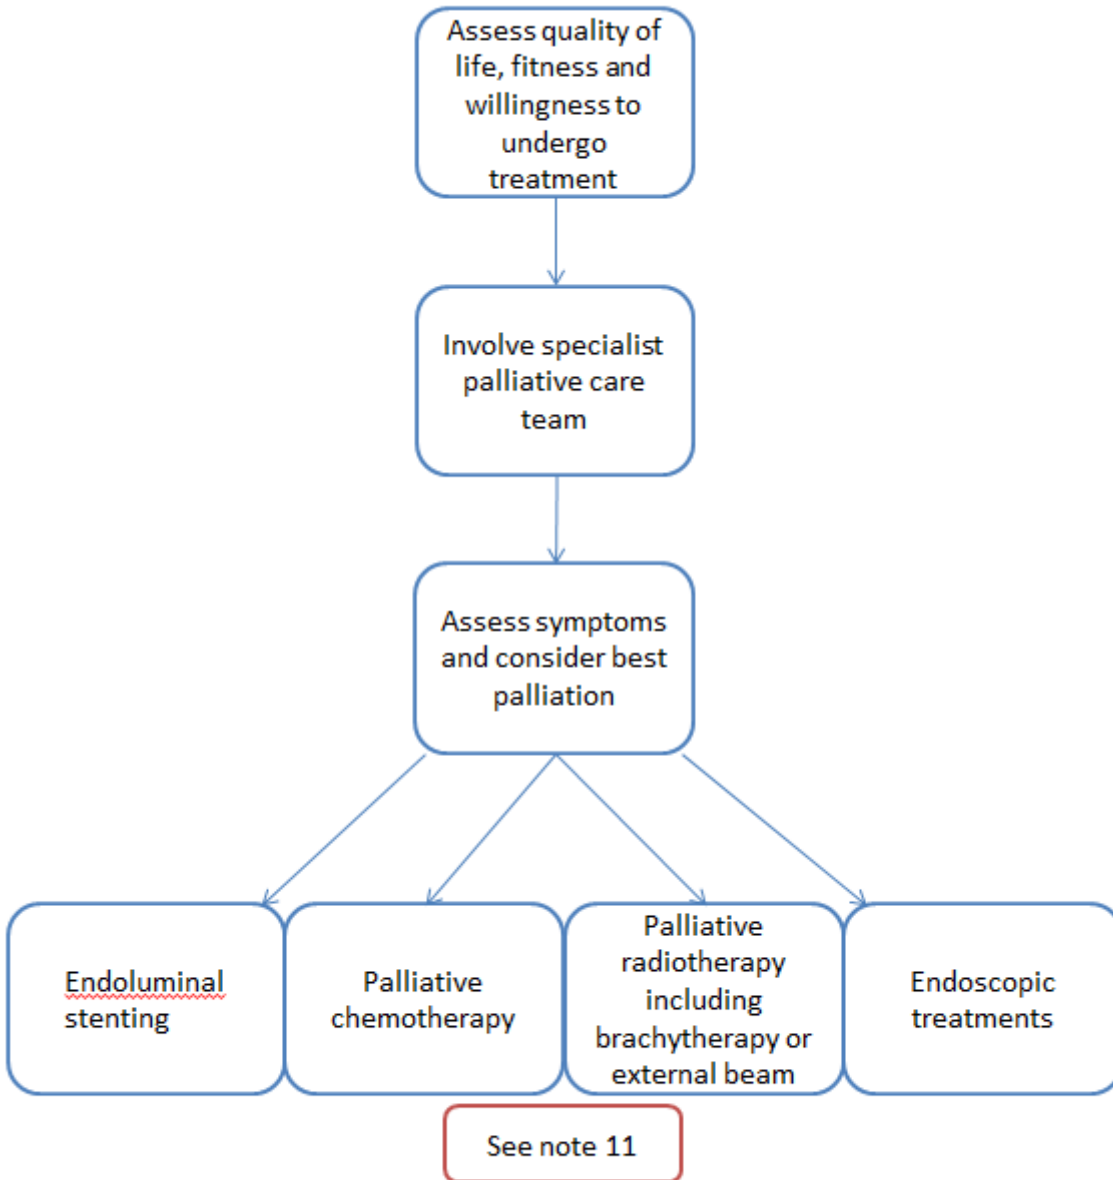 Assess quality of
life, fitness and
willingness to
undergo
treatment
Involve specialist
palliative care
team
Assess symptoms
and consider best
palliation
Endoluminal
stenting
Palliative
chemotherapy
Palliative
radiotherapy
including
brachytherapy or
external beam
Endoscopic
treatments
See note 11